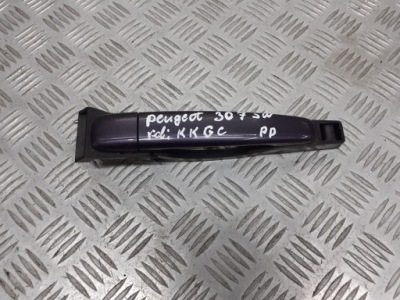 peugeot 307 sw
kol: KKGC PP